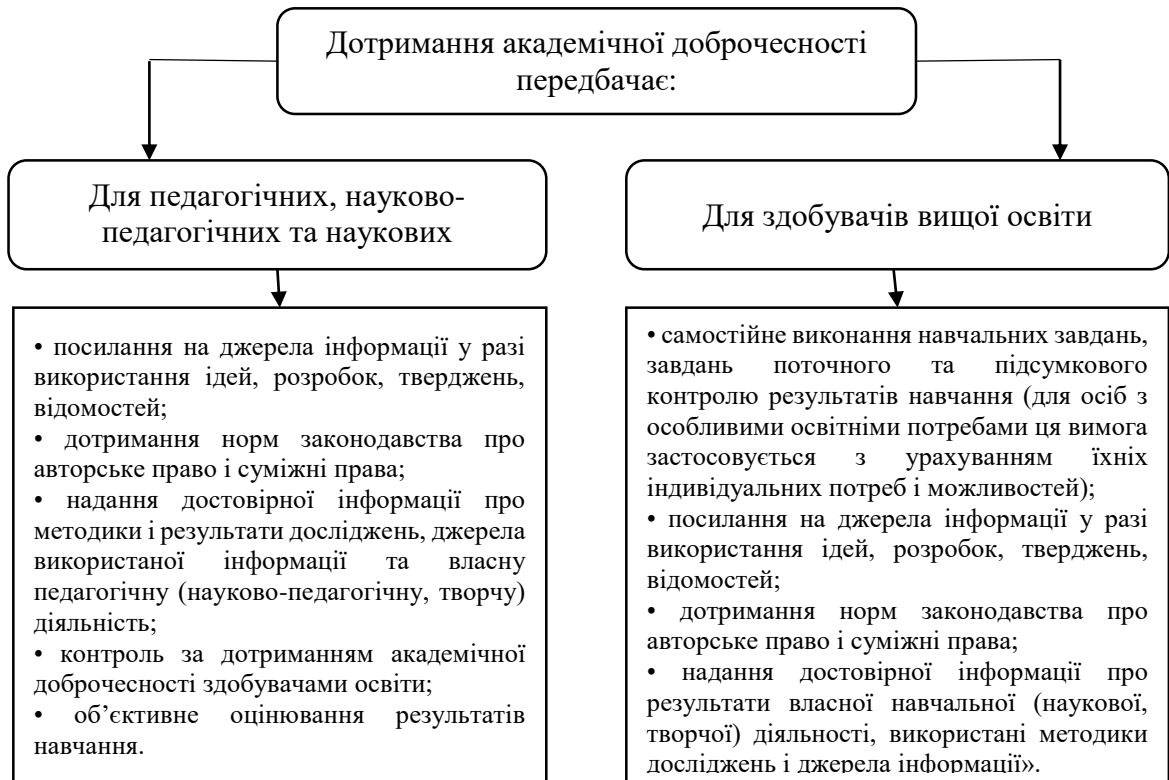 Дотримання академічної доброчесності
передбачає:
Для педагогічних, науково-
педагогічних та наукових
Для здобувачів вищої освіти
• посилання на джерела інформації у разі
використання ідей, розробок, тверджень,
відомостей;
• дотримання норм законодавства про
авторське право і суміжні права;
• надання достовірної інформації про
методики і результати досліджень, джерела
використаної інформації та власну
педагогічну (науково-педагогічну, творчу)
діяльність;
• контроль за дотриманням академічної
доброчесності здобувачами освіти;
• об’єктивне оцінювання результатів
навчання.
• самостійне виконання навчальних завдань,
завдань поточного та підсумкового
контролю результатів навчання (для осіб з
особливими освітніми потребами ця вимога
застосовується з урахуванням їхніх
індивідуальних потреб і можливостей);
• посилання на джерела інформації у разі
використання ідей, розробок, тверджень,
відомостей;
• дотримання норм законодавства про
авторське право і суміжні права;
• надання достовірної інформації про
результати власної навчальної (наукової,
творчої) діяльності, використані методики
досліджень і джерела інформації».